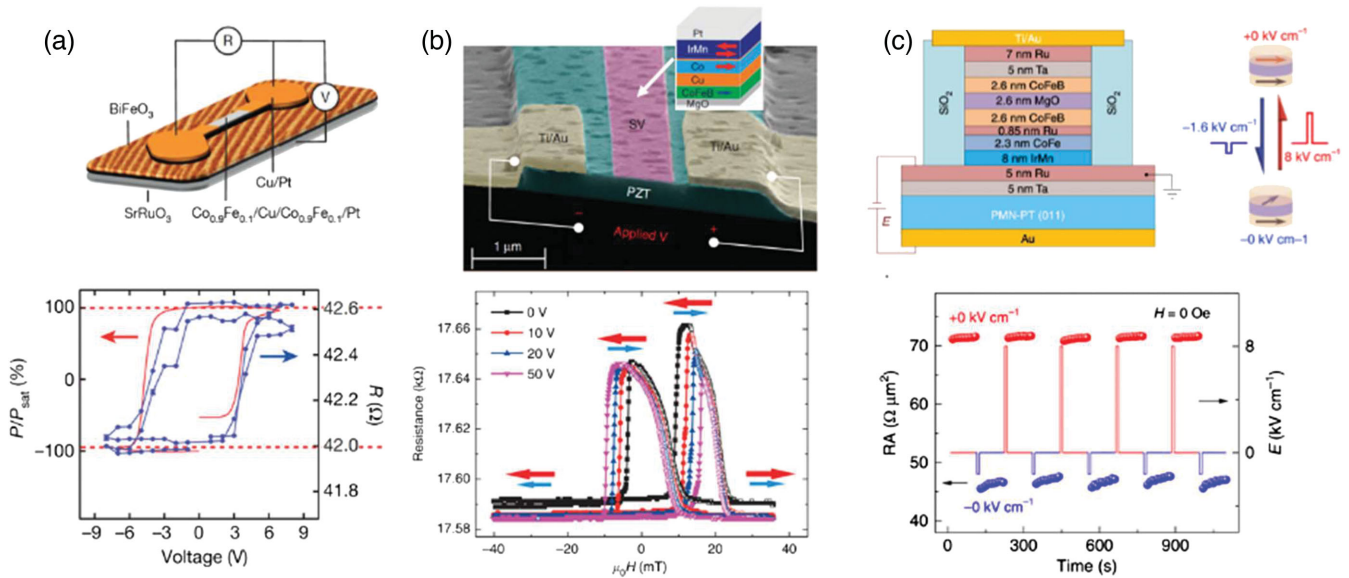 (a)
R
V
BiFeO3
Cu/Pt
SrRuO3
Co0.9Fe0.1/Cu/Co0.9Fe0.1/Pt
100
0
−100
P/Psat (%)
42.6
42.4
42.2
42.0
41.8
R (Ω)
−9 −6 −3 0 3 6 9
Voltage (V)
(b)
Pt
IrMn
Co
Cu
CoFeB
MgO
SV
Ti/Au
Ti/Au
PZT
−
Applied V
+
1 μm
0 V
10 V
20 V
50 V
17.66
17.64
17.62
17.60
17.58
Resistance (kΩ)
−40 −20 0 20 40
μ0H (mT)
(c)
Ti/Au
7 nm Ru
5 nm Ta
2.6 nm CoFeB
2.6 nm MgO
2.6 nm CoFeB
0.85 nm Ru
2.3 nm CoFe
8 nm IrMn
SiO2
SiO2
5 nm Ru
5 nm Ta
PMN-PT (011)
Au
E
+0 kV cm−1
−1.6 kV cm−1
8 kV cm−1
−0 kV cm–1
+0 kV cm−1
H = 0 Oe
−0 kV cm−1
70
60
50
40
RA (Ω μm2)
8
0
E (kV cm−1)
0 300 600 900
Time (s)